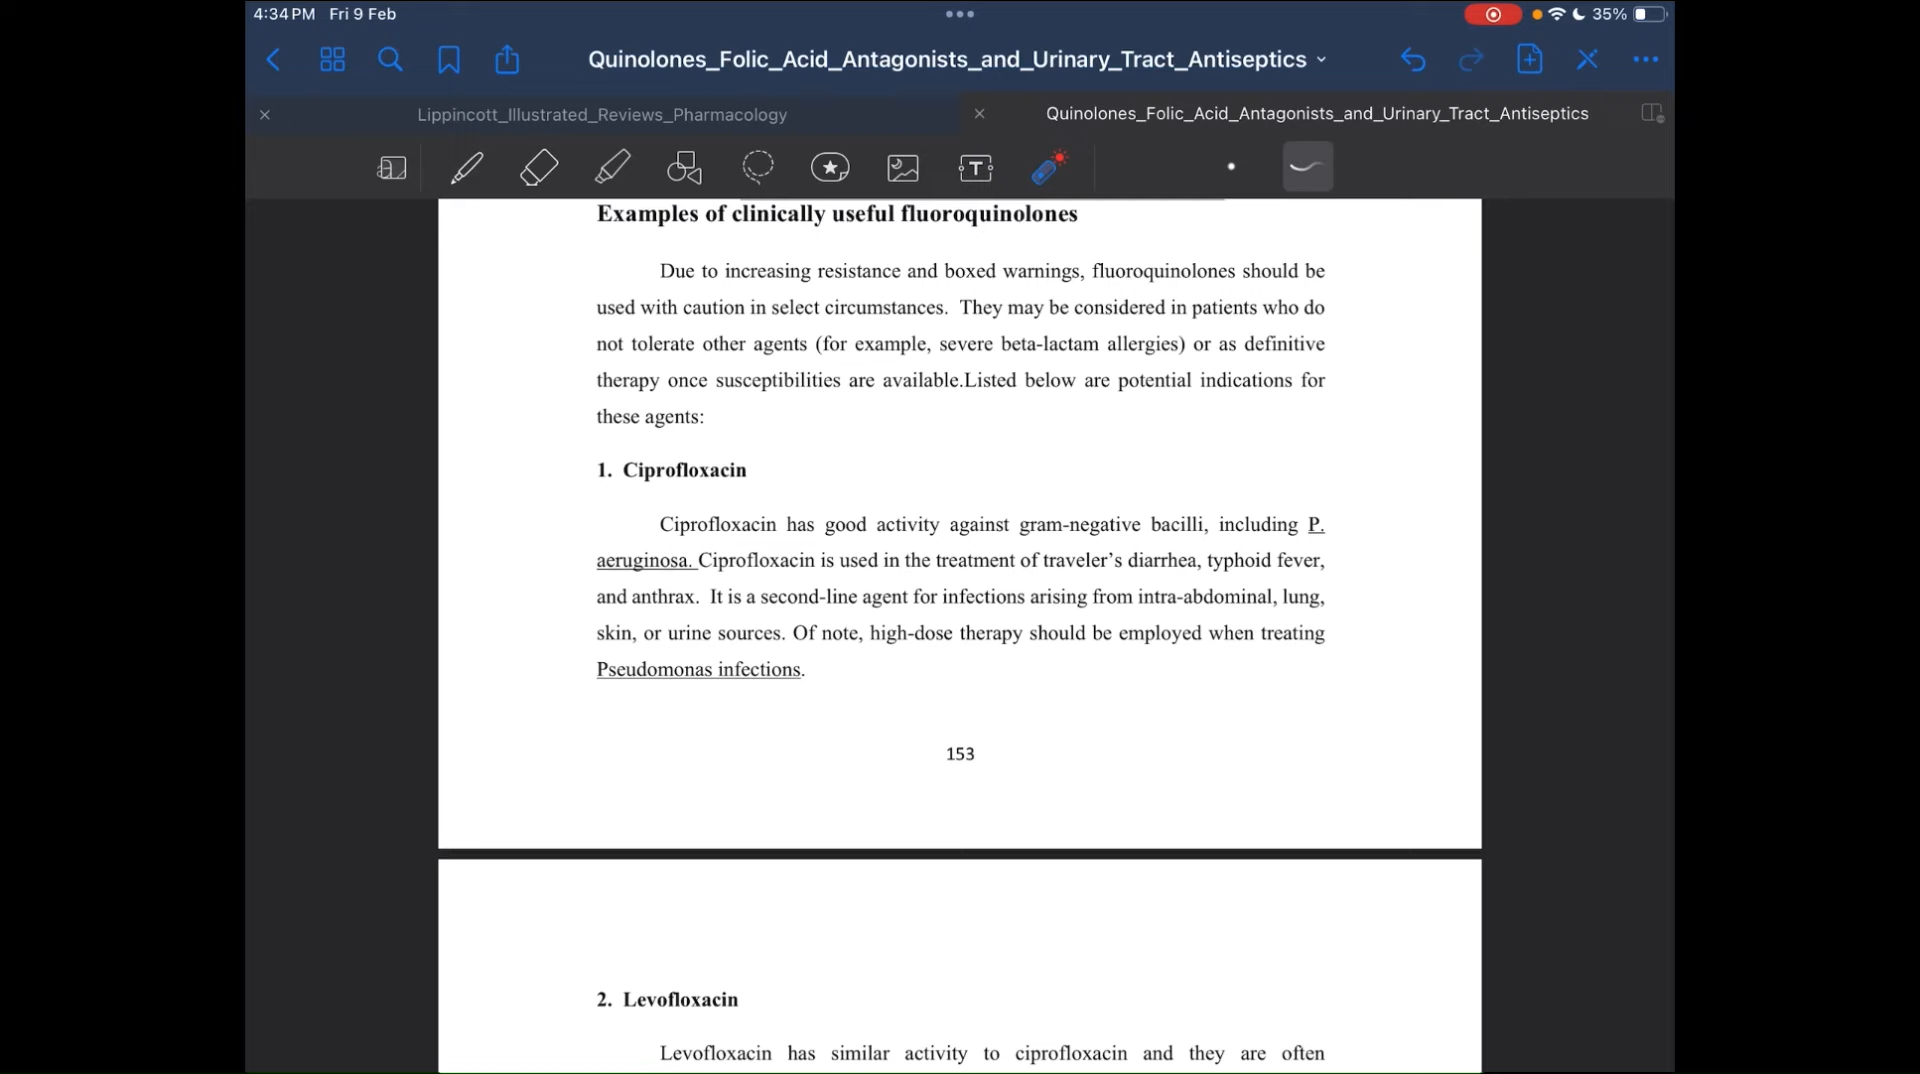 4:34 PM Fri 9 Feb
35%
Quinolones_Folic_Acid_Antagonists_and_Urinary_Tract_Antiseptics
Lippincott_Illustrated_Reviews_Pharmacology
Quinolones_Folic_Acid_Antagonists_and_Urinary_Tract_Antiseptics
Examples of clinically useful fluoroquinolones
Due to increasing resistance and boxed warnings, fluoroquinolones should be
used with caution in select circumstances. They may be considered in patients who do
not tolerate other agents (for example, severe beta-lactam allergies) or as definitive
therapy once susceptibilities are available.Listed below are potential indications for
these agents:
1. Ciprofloxacin
Ciprofloxacin has good activity against gram-negative bacilli, including P.
aeruginosa. Ciprofloxacin is used in the treatment of traveler’s diarrhea, typhoid fever,
and anthrax. It is a second-line agent for infections arising from intra-abdominal, lung,
skin, or urine sources. Of note, high-dose therapy should be employed when treating
Pseudomonas infections.
153
2. Levofloxacin
Levofloxacin has similar activity to ciprofloxacin and they are often